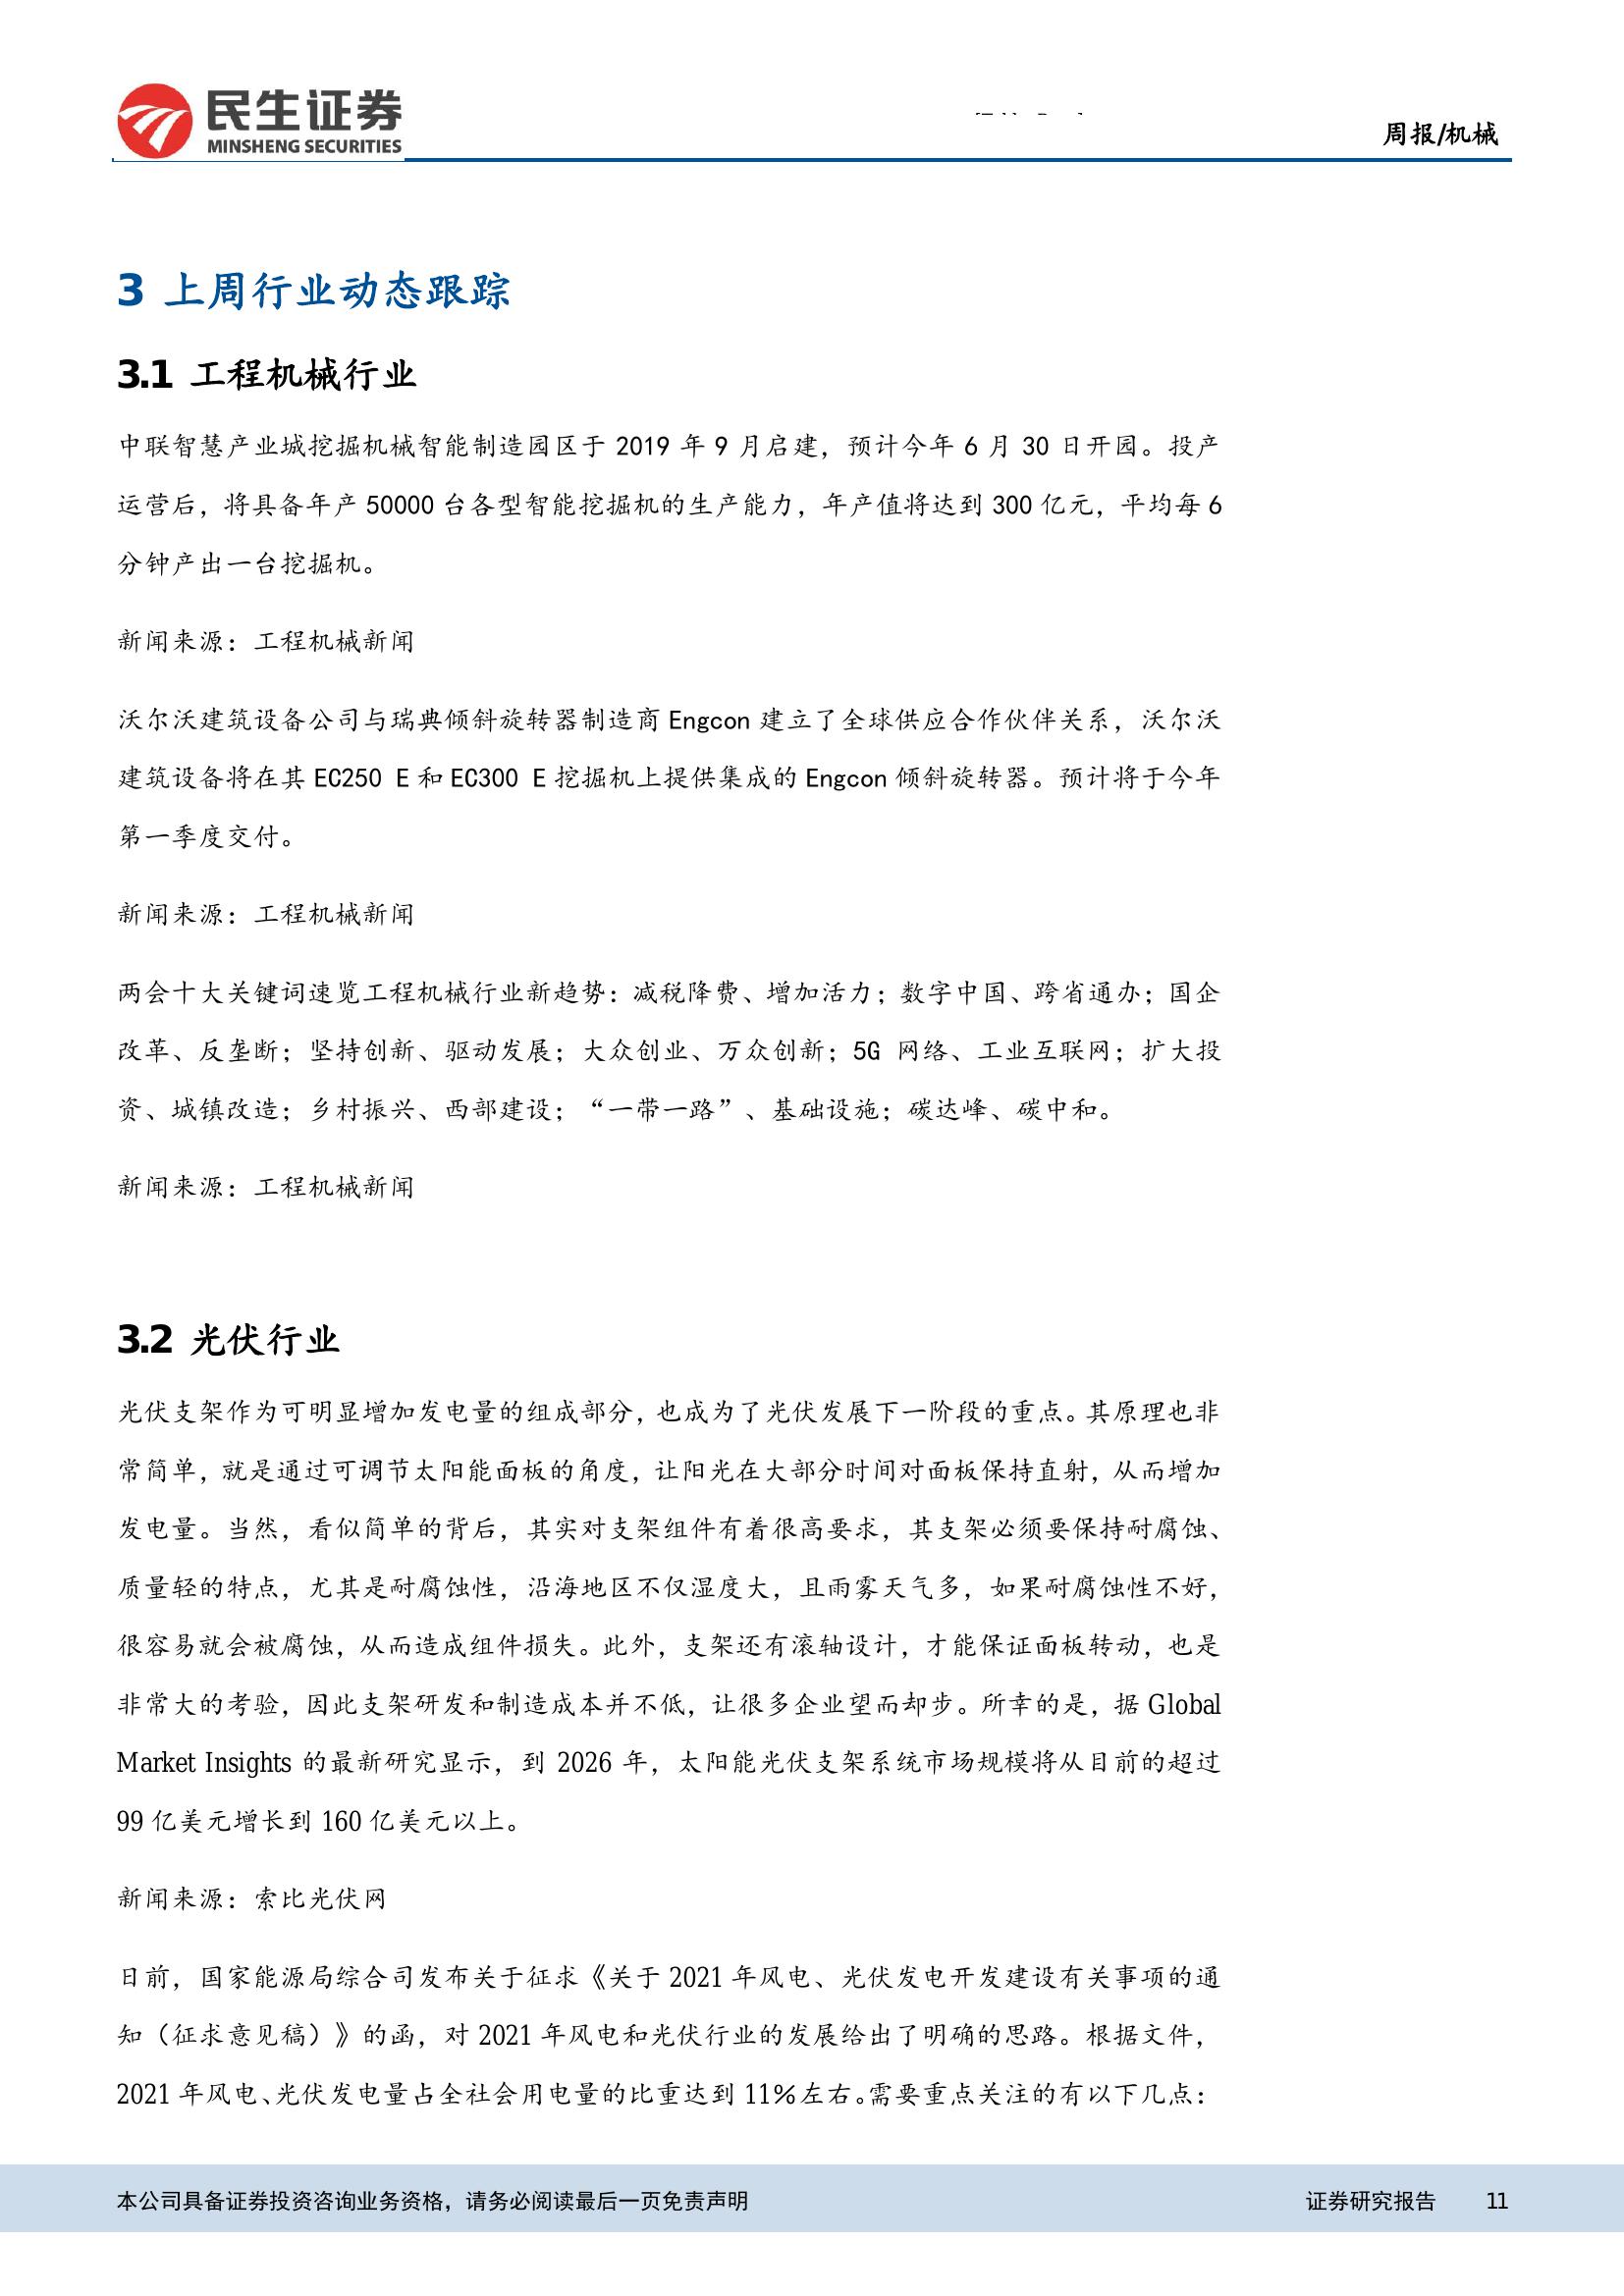 民生证券
MINSHENG SECURITIES
周报/机械
3 上周行业动态跟踪
3.1 工程机械行业
中联智慧产业城挖掘机械智能制造园区于 2019 年 9 月启建，预计今年 6 月 30 日开园。投产
运营后，将具备年产 50000 台各型智能挖掘机的生产能力，年产值将达到 300 亿元，平均每 6
分钟产出一台挖掘机。
新闻来源：工程机械新闻
沃尔沃建筑设备公司与瑞典倾斜旋转器制造商 Engcon 建立了全球供应合作伙伴关系，沃尔沃
建筑设备将在其 EC250 E 和 EC300 E 挖掘机上提供集成的 Engcon 倾斜旋转器。预计将于今年
第一季度交付。
新闻来源：工程机械新闻
两会十大关键词速览工程机械行业新趋势：减税降费、增加活力；数字中国、跨省通办；国企
改革、反垄断；坚持创新、驱动发展；大众创业、万众创新；5G 网络、工业互联网；扩大投
资、城镇改造；乡村振兴、西部建设；“一带一路”、基础设施；碳达峰、碳中和。
新闻来源：工程机械新闻
3.2 光伏行业
光伏支架作为可明显增加发电量的组成部分，也成为了光伏发展下一阶段的重点。其原理也非
常简单，就是通过可调节太阳能面板的角度，让阳光在大部分时间对面板保持直射，从而增加
发电量。当然，看似简单的背后，其实对支架组件有着很高要求，其支架必须要保持耐腐蚀、
质量轻的特点，尤其是耐腐蚀性，沿海地区不仅湿度大，且雨雾天气多，如果耐腐蚀性不好，
很容易就会被腐蚀，从而造成组件损失。此外，支架还有滚轴设计，才能保证面板转动，也是
非常大的考验，因此支架研发和制造成本并不低，让很多企业望而却步。所幸的是，据 Global
Market Insights 的最新研究显示，到 2026 年，太阳能光伏支架系统市场规模将从目前的超过
99 亿美元增长到 160 亿美元以上。
新闻来源：索比光伏网
日前，国家能源局综合司发布关于征求《关于 2021 年风电、光伏发电开发建设有关事项的通
知（征求意见稿）》的函，对 2021 年风电和光伏行业的发展给出了明确的思路。根据文件，
2021 年风电、光伏发电量占全社会用电量的比重达到 11%左右。需要重点关注的有以下几点：
本公司具备证券投资咨询业务资格，请务必阅读最后一页免责声明
证券研究报告 11